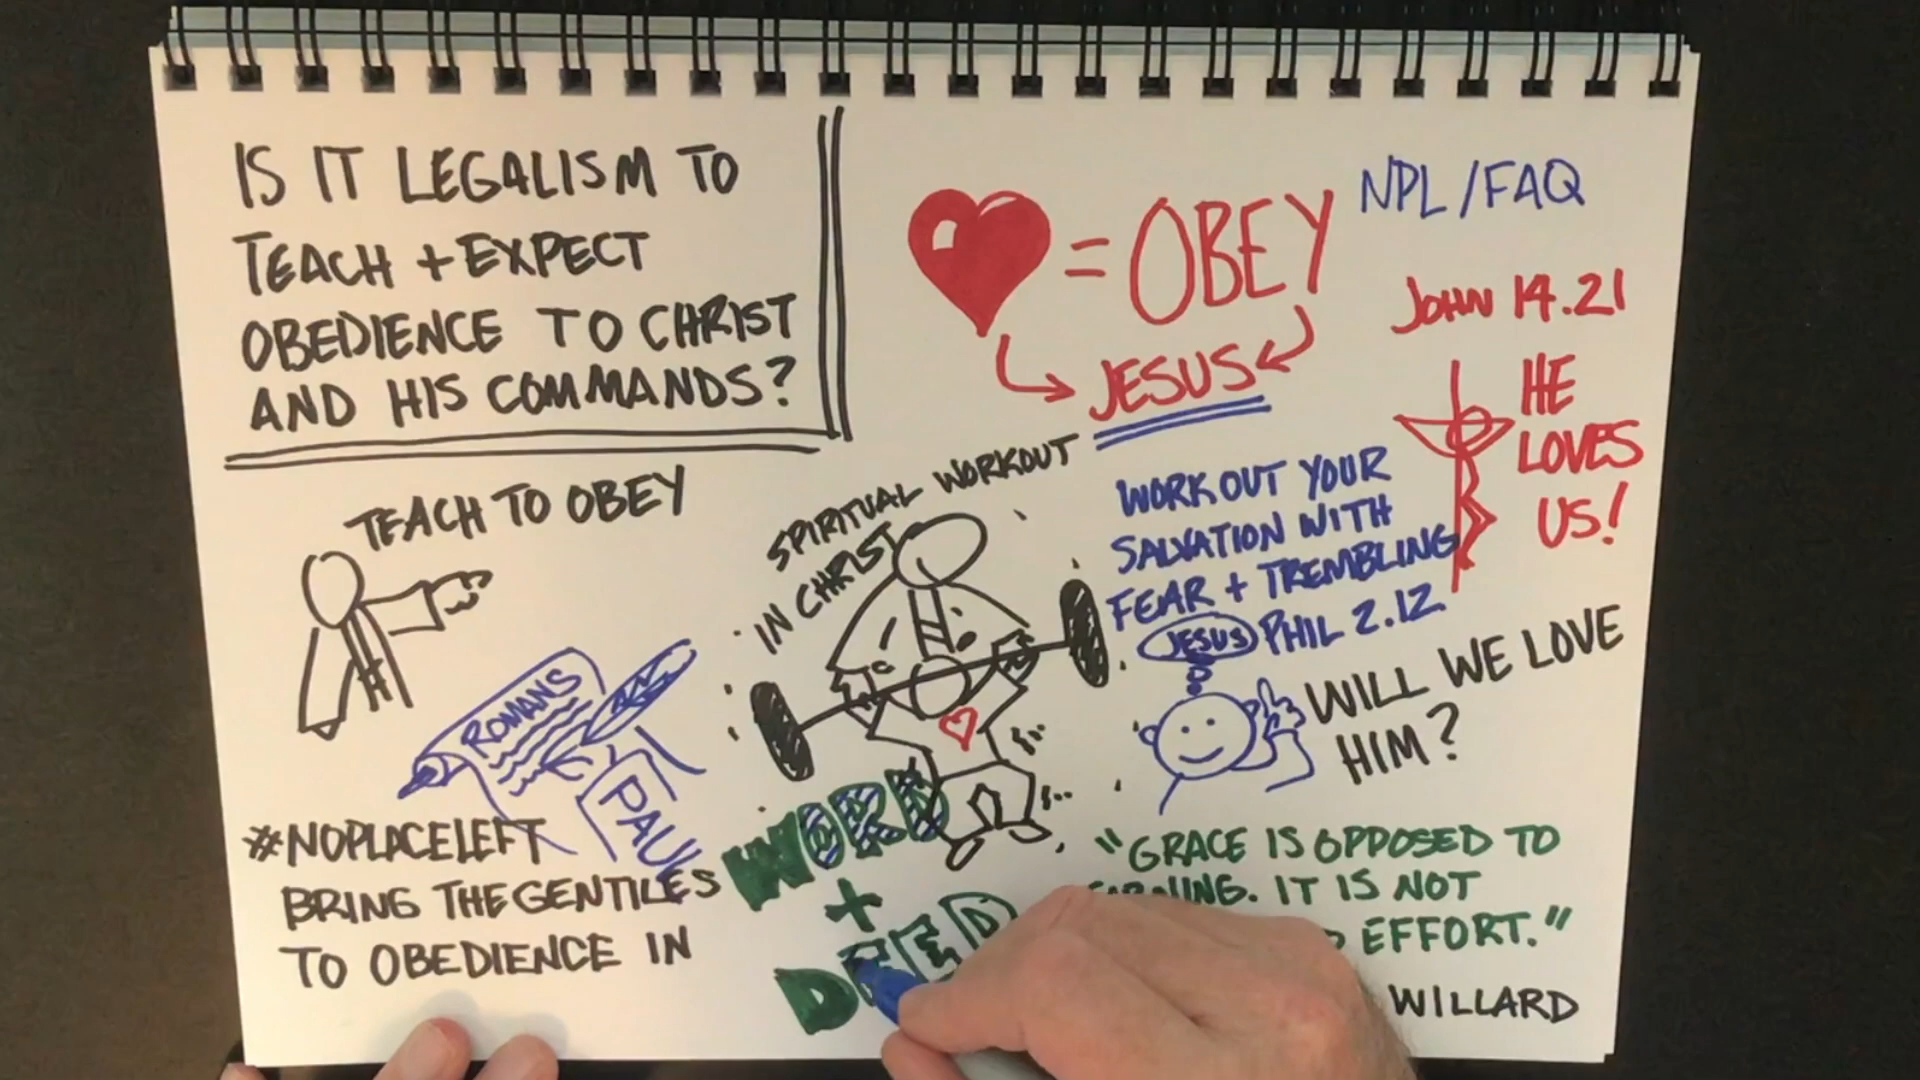 IS IT LEGALISM TO
TEACH + EXPECT
OBEDIENCE TO CHRIST
AND HIS COMMANDS?
= OBEY
JESUS
NPL/FAQ
JOHN 14.21
HE
LOVES
US!
TEACH TO OBEY
ROMANS
PAUL
#NOPLACELEFT
BRING THE GENTILES
TO OBEDIENCE IN
WORD
+
DEED
SPIRITUAL WORKOUT
IN CHRIST
WORK OUT YOUR
SALVATION WITH
FEAR + TREMBLING
PHIL 2.12
JESUS
WILL WE LOVE
HIM?
"GRACE IS OPPOSED TO
IT IS NOT
EFFORT."
WILLARD